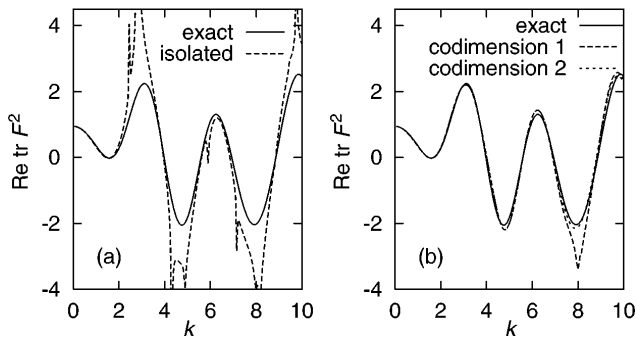 exact
isolated
Re tr F²
4
2
0
-2
-4
(a)
0 2 4 6 8 10
k
exact
codimension 1
codimension 2
Re tr F²
4
2
0
-2
-4
(b)
0 2 4 6 8 10
k